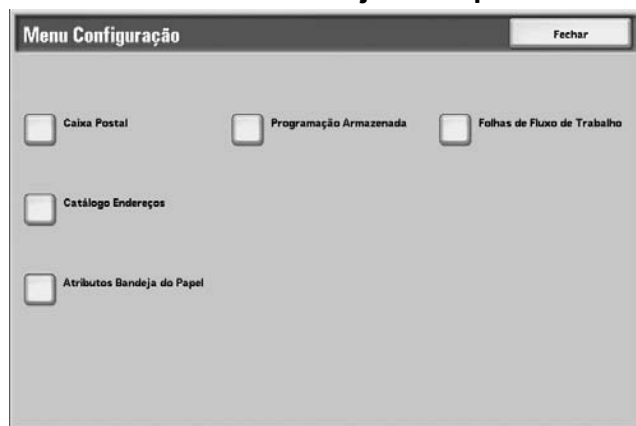 Menu Configuração
Fechar
Caixa Postal
Programação Armazenada
Folhas de Fluxo de Trabalho
Catálogo Endereços
Atributos Bandeja do Papel